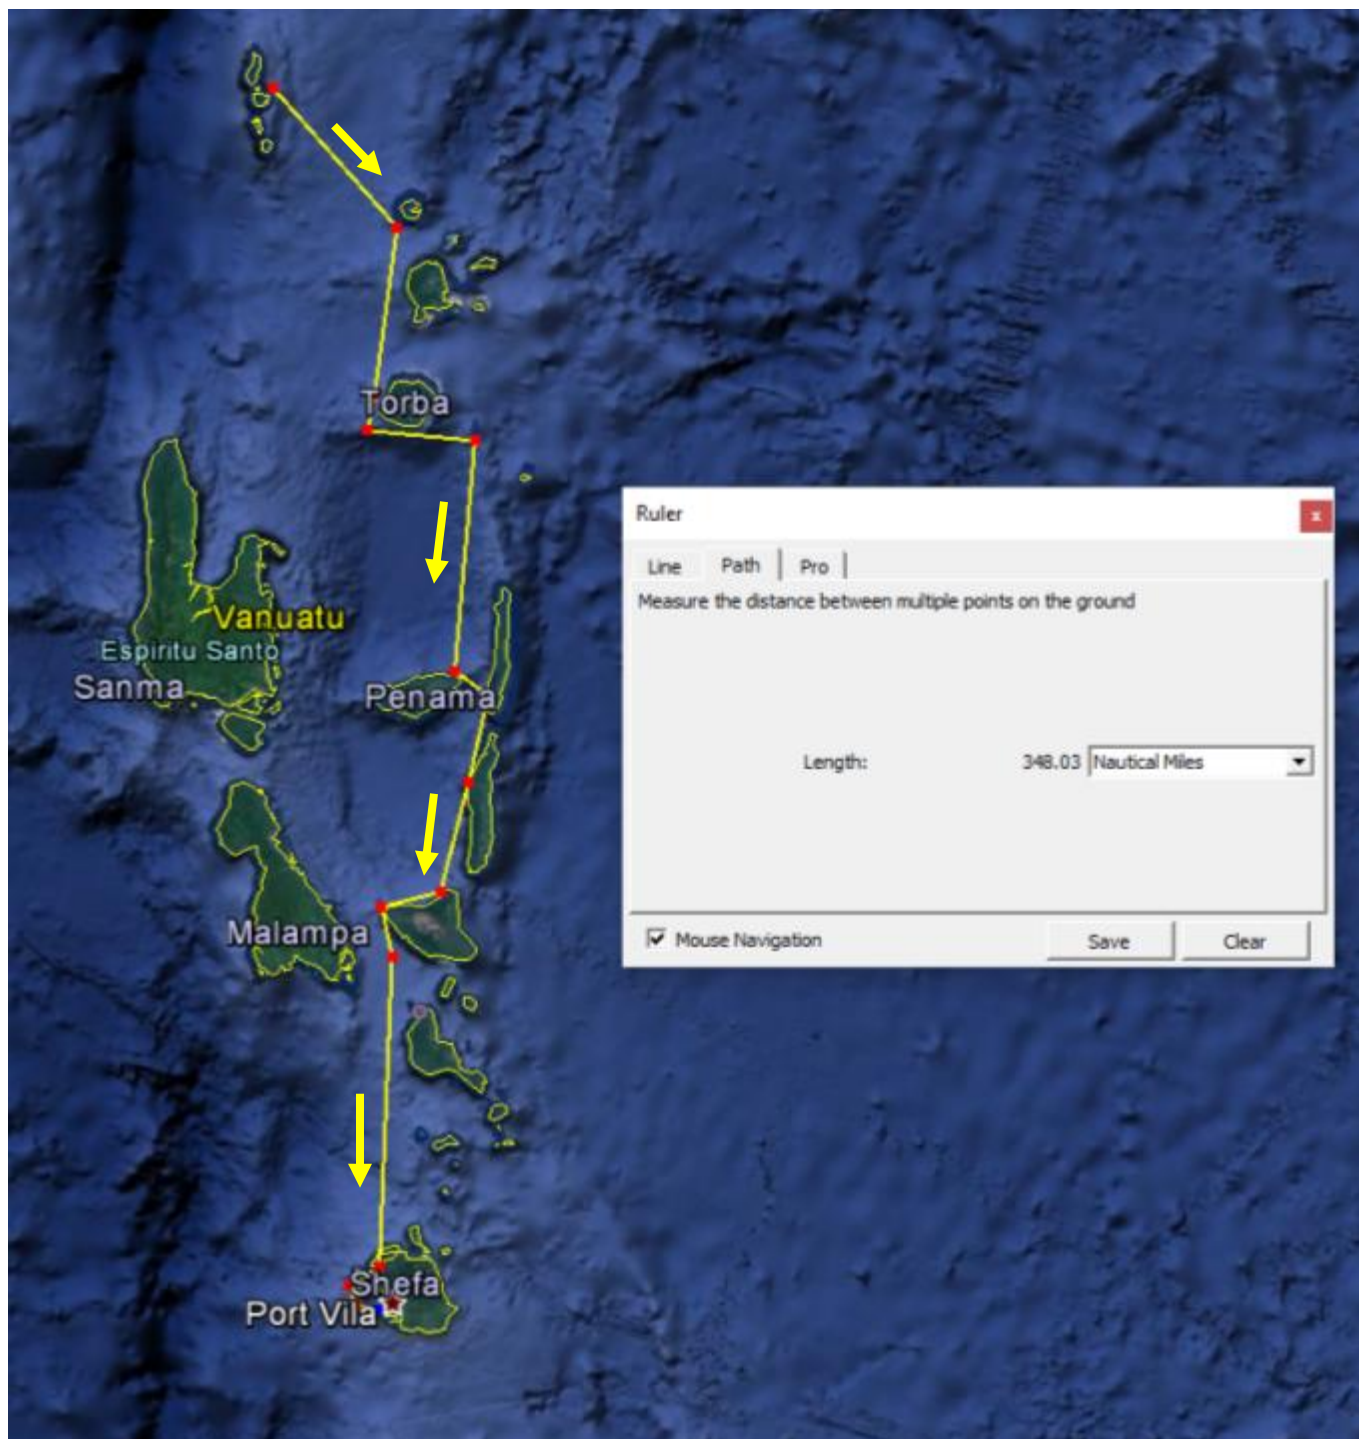 Torba
Ruler
x
Line Path Pro
Measure the distance between multiple points on the ground
Vanuatu
Espiritu Santo
Sanma
Penama
Length: 348.03 Nautical Miles
Malampa
Mouse Navigation Save Clear
Shefa
Port Vila